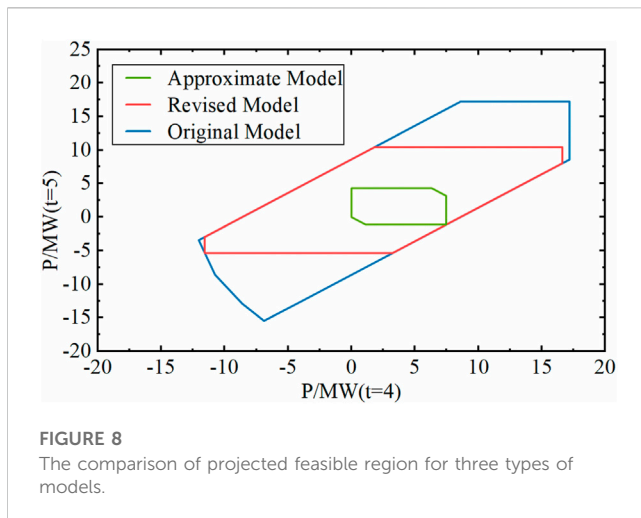 25
20
15
10
5
0
-5
-10
-15
-20
P/MW(t=5)
Approximate Model
Revised Model
Original Model
-20 -15 -10 -5 0 5 10 15 20
P/MW(t=4)
FIGURE 8
The comparison of projected feasible region for three types of
models.